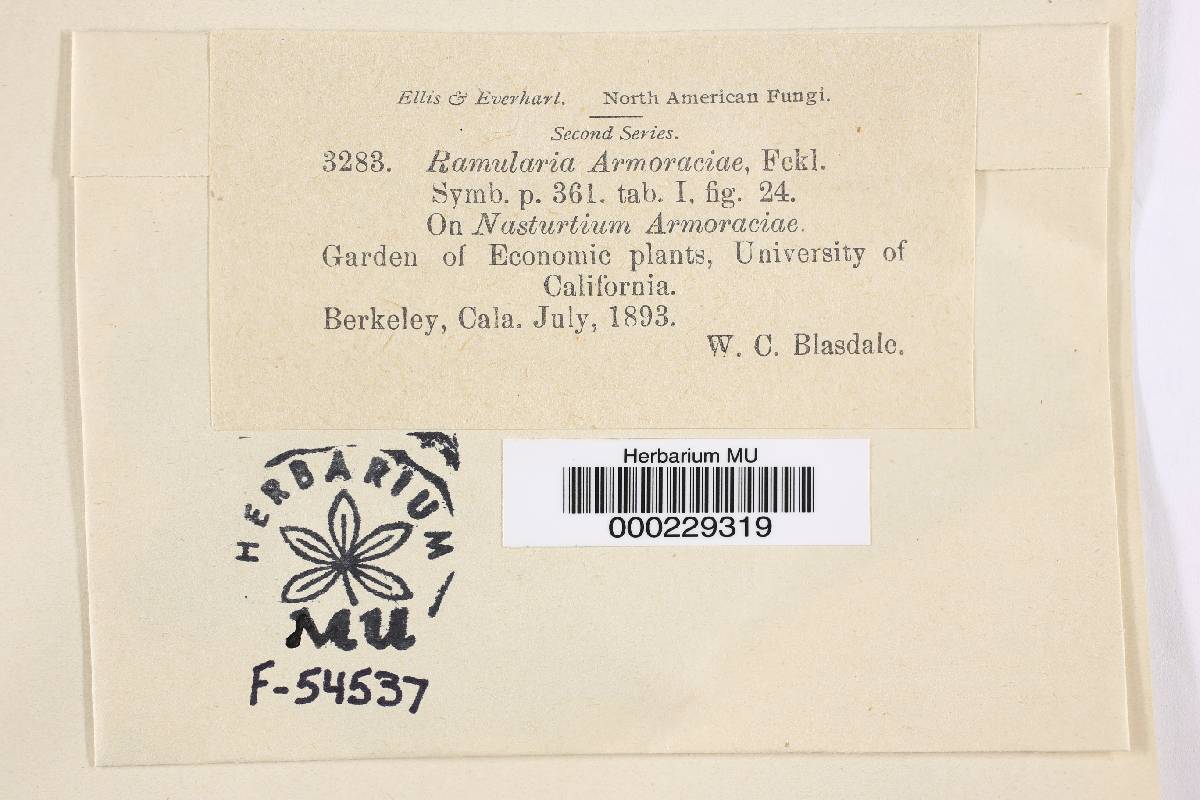 Ellis & Everhart. North American Fungi.
Second Series.
3283. Ramularia Armoraciae, Fckl.
Symb. p. 361. tab. I, fig. 24.
On Nasturtium Armoraciae.
Garden of Economic plants, University of
California.
Berkeley, Cala. July, 1893.
W. C. Blasdale.
HERBARIUM
MU
F-54537
Herbarium MU
000229319